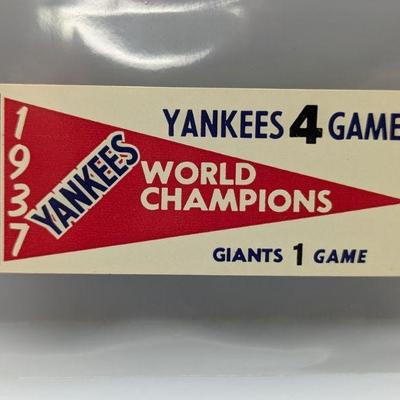 YANKEES 4 GAME
1937
YANKEES
WORLD
CHAMPIONS
GIANTS 1 GAME